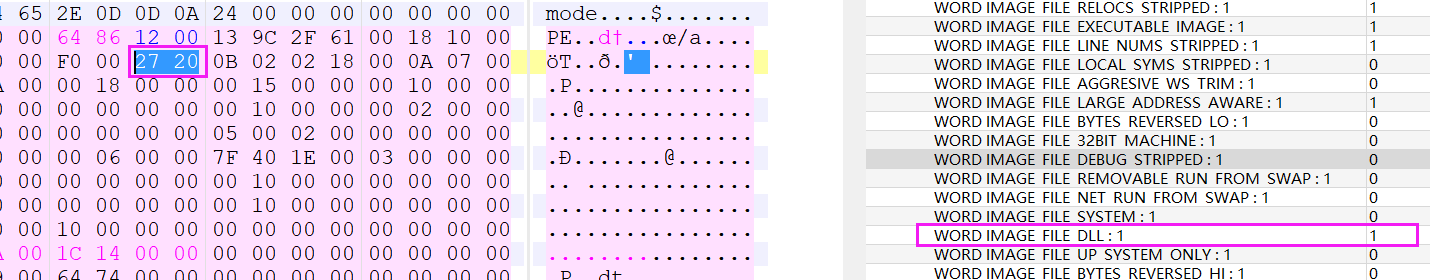 65 2E 0D 0D 0A 24 00 00 00 00 00 00 00 mode....$.......
00 64 86 12 00 13 9C 2F 61 00 18 10 00 PE..d†...œ/a....
00 F0 00 27 20 0B 02 02 18 00 0A 07 00 öT..ð.' .........
00 00 18 00 00 00 15 00 00 00 10 00 00 .P..............
00 00 00 00 00 00 10 00 00 00 02 00 00 ..@.............
00 00 00 00 00 05 00 02 00 00 00 00 00 ................
00 00 06 00 00 7F 40 1E 00 03 00 00 00 .Ð.......@......
00 00 00 00 00 00 10 00 00 00 00 00 00 .. .............
00 00 00 00 00 00 10 00 00 00 00 00 00 ................
00 10 00 00 00 00 00 00 00 00 00 00 00 ................
00 1C 14 00 00 00 00 00 00 00 00 00 00 ................
00 64 74 00 00 00 00 00 00 00 00 00 00 P...dt..........
WORD IMAGE FILE RELOCS STRIPPED : 1 1
WORD IMAGE FILE EXECUTABLE IMAGE : 1 1
WORD IMAGE FILE LINE NUMS STRIPPED : 1 1
WORD IMAGE FILE LOCAL SYMS STRIPPED : 1 0
WORD IMAGE FILE AGGRESIVE WS TRIM : 1 0
WORD IMAGE FILE LARGE ADDRESS AWARE : 1 1
WORD IMAGE FILE BYTES REVERSED LO : 1 0
WORD IMAGE FILE 32BIT MACHINE : 1 0
WORD IMAGE FILE DEBUG STRIPPED : 1 0
WORD IMAGE FILE REMOVABLE RUN FROM SWAP : 1 0
WORD IMAGE FILE NET RUN FROM SWAP : 1 0
WORD IMAGE FILE SYSTEM : 1 0
WORD IMAGE FILE DLL : 1 1
WORD IMAGE FILE UP SYSTEM ONLY : 1 0
WORD IMAGE FILE BYTES REVERSED HI : 1 0